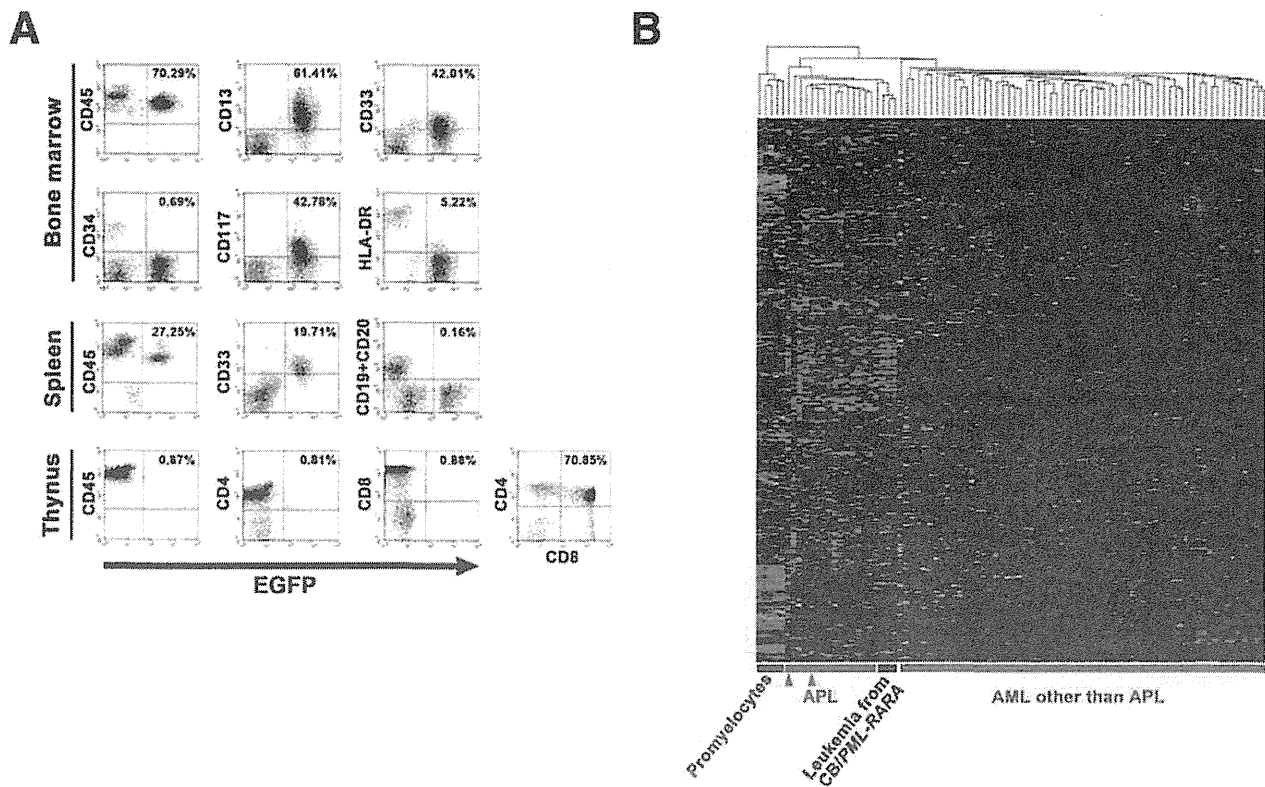 A
B
Bone marrow
CD45
70.29%
CD13
61.41%
CD33
42.01%
CD34
0.69%
CD117
42.78%
HLA-DR
5.22%
Spleen
CD45
27.25%
CD33
19.71%
CD19+CD20
0.16%
Thynus
CD45
0.87%
CD4
0.81%
CD8
0.88%
CD4
70.85%
CD8
EGFP
Promyelocytes
APL
Leukemia from
CB/PML-RARA
AML other than APL